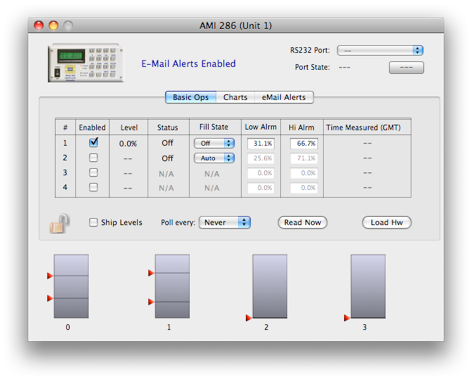 AMI 286 (Unit 1)
RS232 Port: --
E-Mail Alerts Enabled
Port State: --- ---
Basic Ops Charts eMail Alerts
# Enabled Level Status Fill State Low Alrm Hi Alrm Time Measured (GMT)
1 0.0% Off Off 31.1% 66.7% --
2 -- Off Auto 25.6% 71.1% --
3 -- N/A N/A 0.0% 0.0% --
4 -- N/A N/A 0.0% 0.0% --
Ship Levels Poll every: Never Read Now Load Hw
0 1 2 3